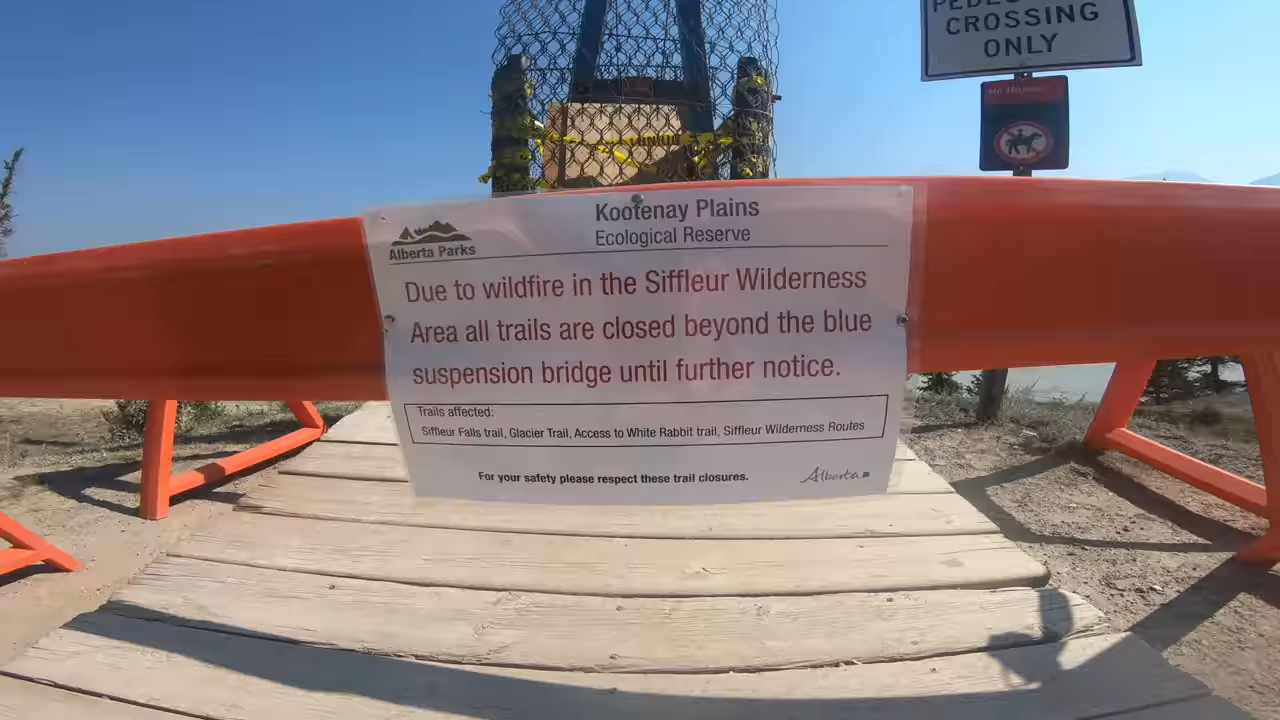 CROSSING
ONLY
No Horses
Kootenay Plains
Ecological Reserve
Alberta Parks
Due to wildfire in the Siffleur Wilderness
Area all trails are closed beyond the blue
suspension bridge until further notice.
Trails affected:
Siffleur Falls trail, Glacier Trail, Access to White Rabbit trail, Siffleur Wilderness Routes
For your safety please respect these trail closures.
Alberta